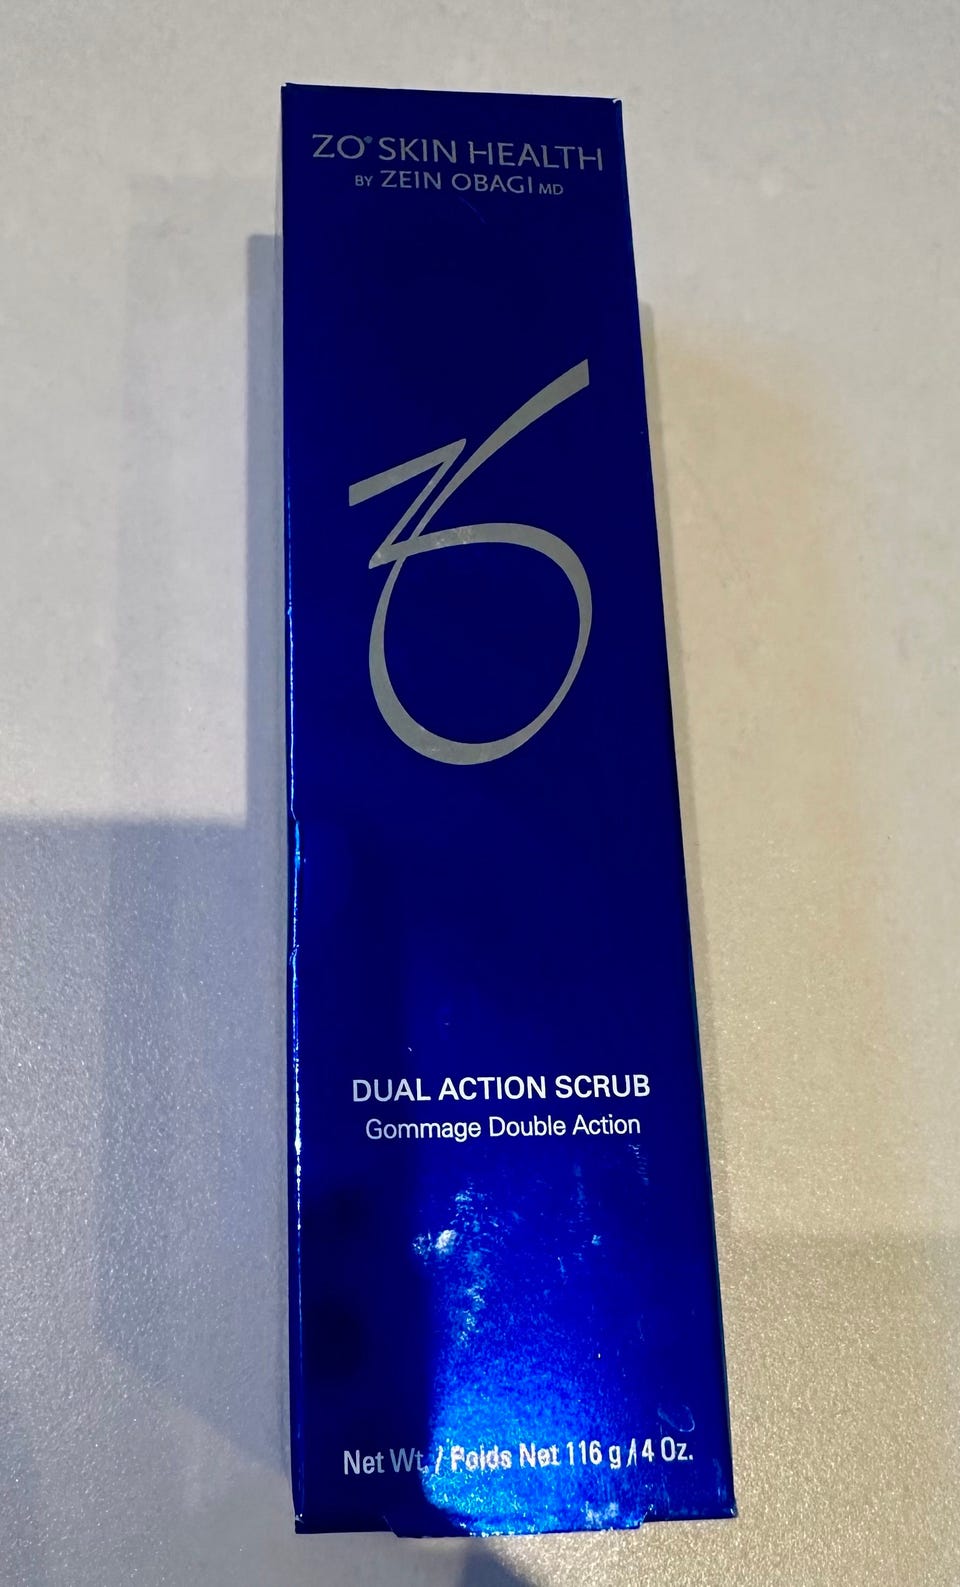 ZO® SKIN HEALTH
BY ZEIN OBAGI MD
ZO
DUAL ACTION SCRUB
Gommage Double Action
Net Wt. / Poids Net 116 g / 4 Oz.